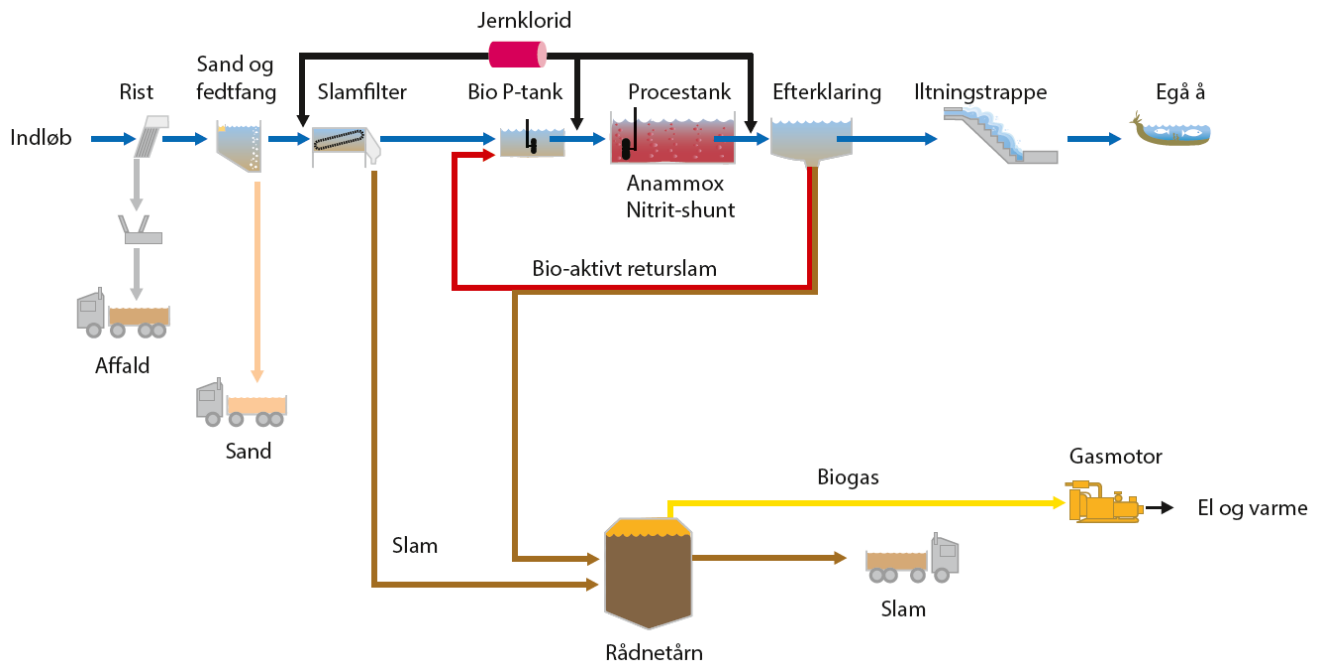 Jernklorid
Sand og
fedtfang
Rist
Slamfilter
Bio P-tank
Procestank
Efterklaring
Iltningstrappe
Egå å
Indløb
Anammox
Nitrit-shunt
Bio-aktivt returslam
Affald
Sand
Gasmotor
Biogas
El og varme
Slam
Slam
Rådnetårn